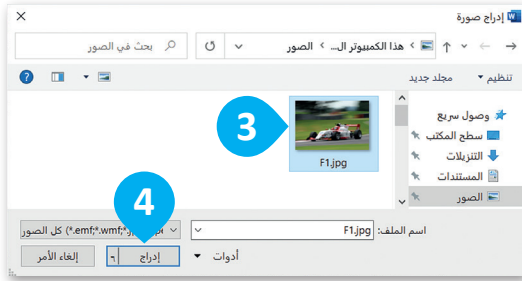 إدراج صورة
هذا الكمبيوتر ال... › الصور
بحث في الصور
تنظيم
مجلد جديد
وصول سريع
سطح المكتب
التنزيلات
المستندات
الصور
3
F1.jpg
4
اسم الملف: F1.jpg
كل الصور (*.emf;*.wmf;*.jp
أدوات
إدراج
إلغاء الأمر